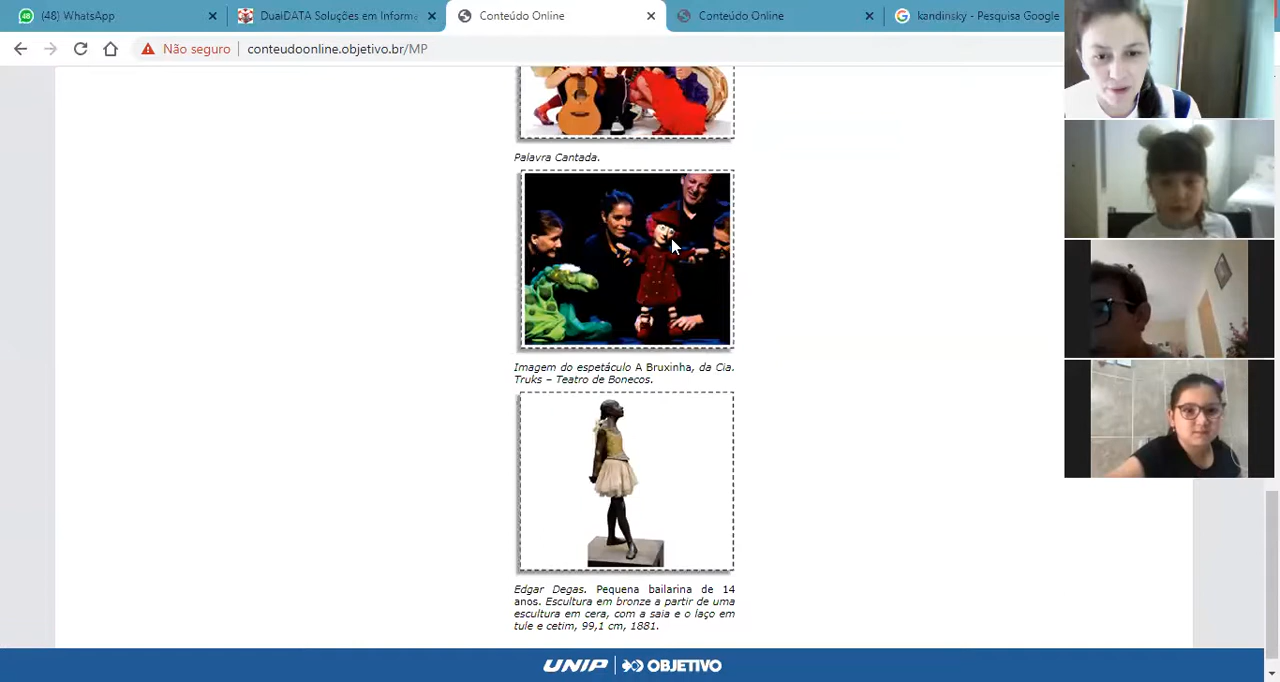 48
(48) WhatsApp
DualDATA Soluções em Informa
Conteúdo Online
Conteúdo Online
kandinsky - Pesquisa Google
Não seguro
conteudoonline.objetivo.br/MP
Palavra Cantada.
Imagem do espetáculo A Bruxinha, da Cia.
Truks – Teatro de Bonecos.
Edgar Degas. Pequena bailarina de 14
anos. Escultura em bronze a partir de uma
escultura em cera, com a saia e o laço em
tule e cetim, 99,1 cm, 1881.
UNIP OBJETIVO